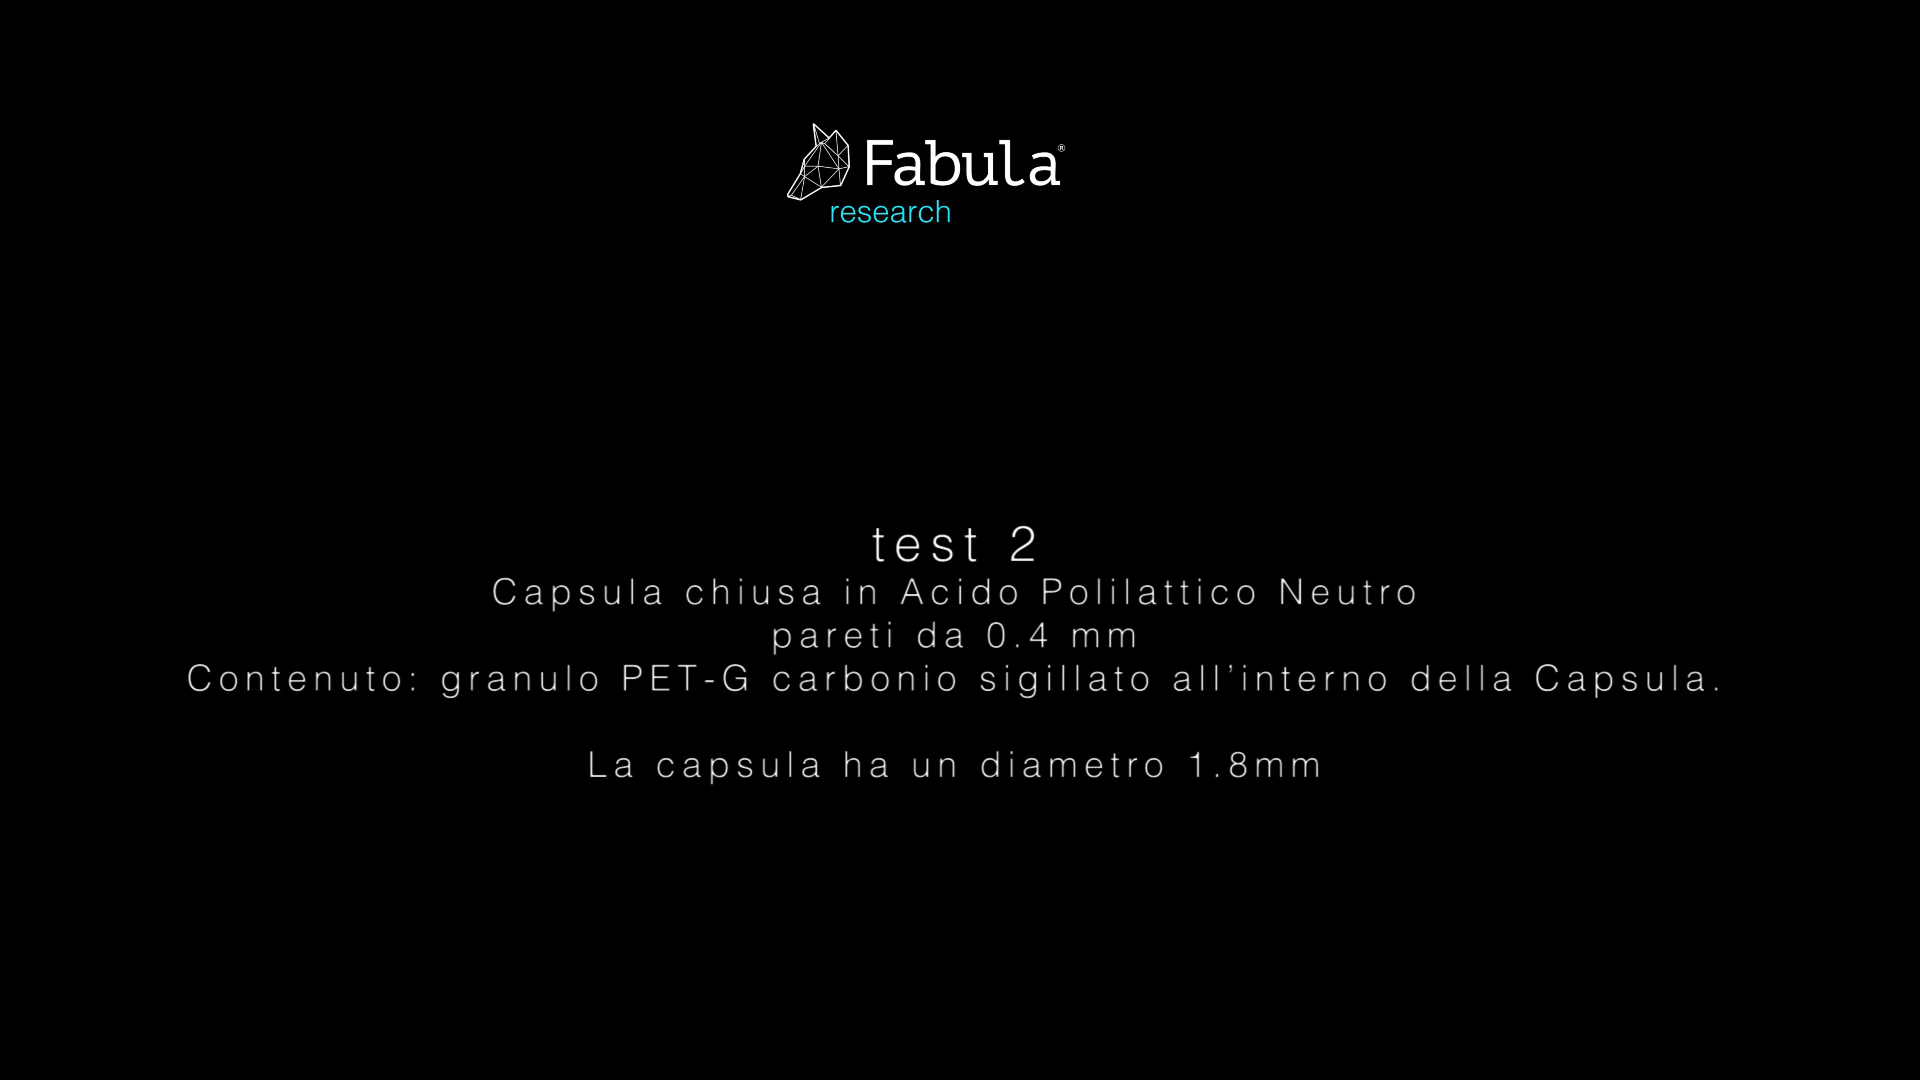 Fabula®
research
test 2
Capsula chiusa in Acido Polilattico Neutro
pareti da 0.4 mm
Contenuto: granulo PET-G carbonio sigillato all’interno della Capsula.
La capsula ha un diametro 1.8mm